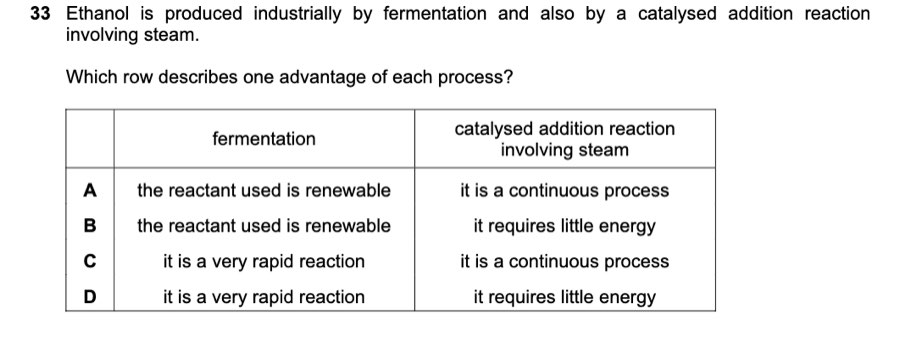 33 Ethanol is produced industrially by fermentation and also by a catalysed addition reaction
involving steam.
Which row describes one advantage of each process?
fermentation
catalysed addition reaction
involving steam
A the reactant used is renewable it is a continuous process
B the reactant used is renewable it requires little energy
C it is a very rapid reaction it is a continuous process
D it is a very rapid reaction it requires little energy